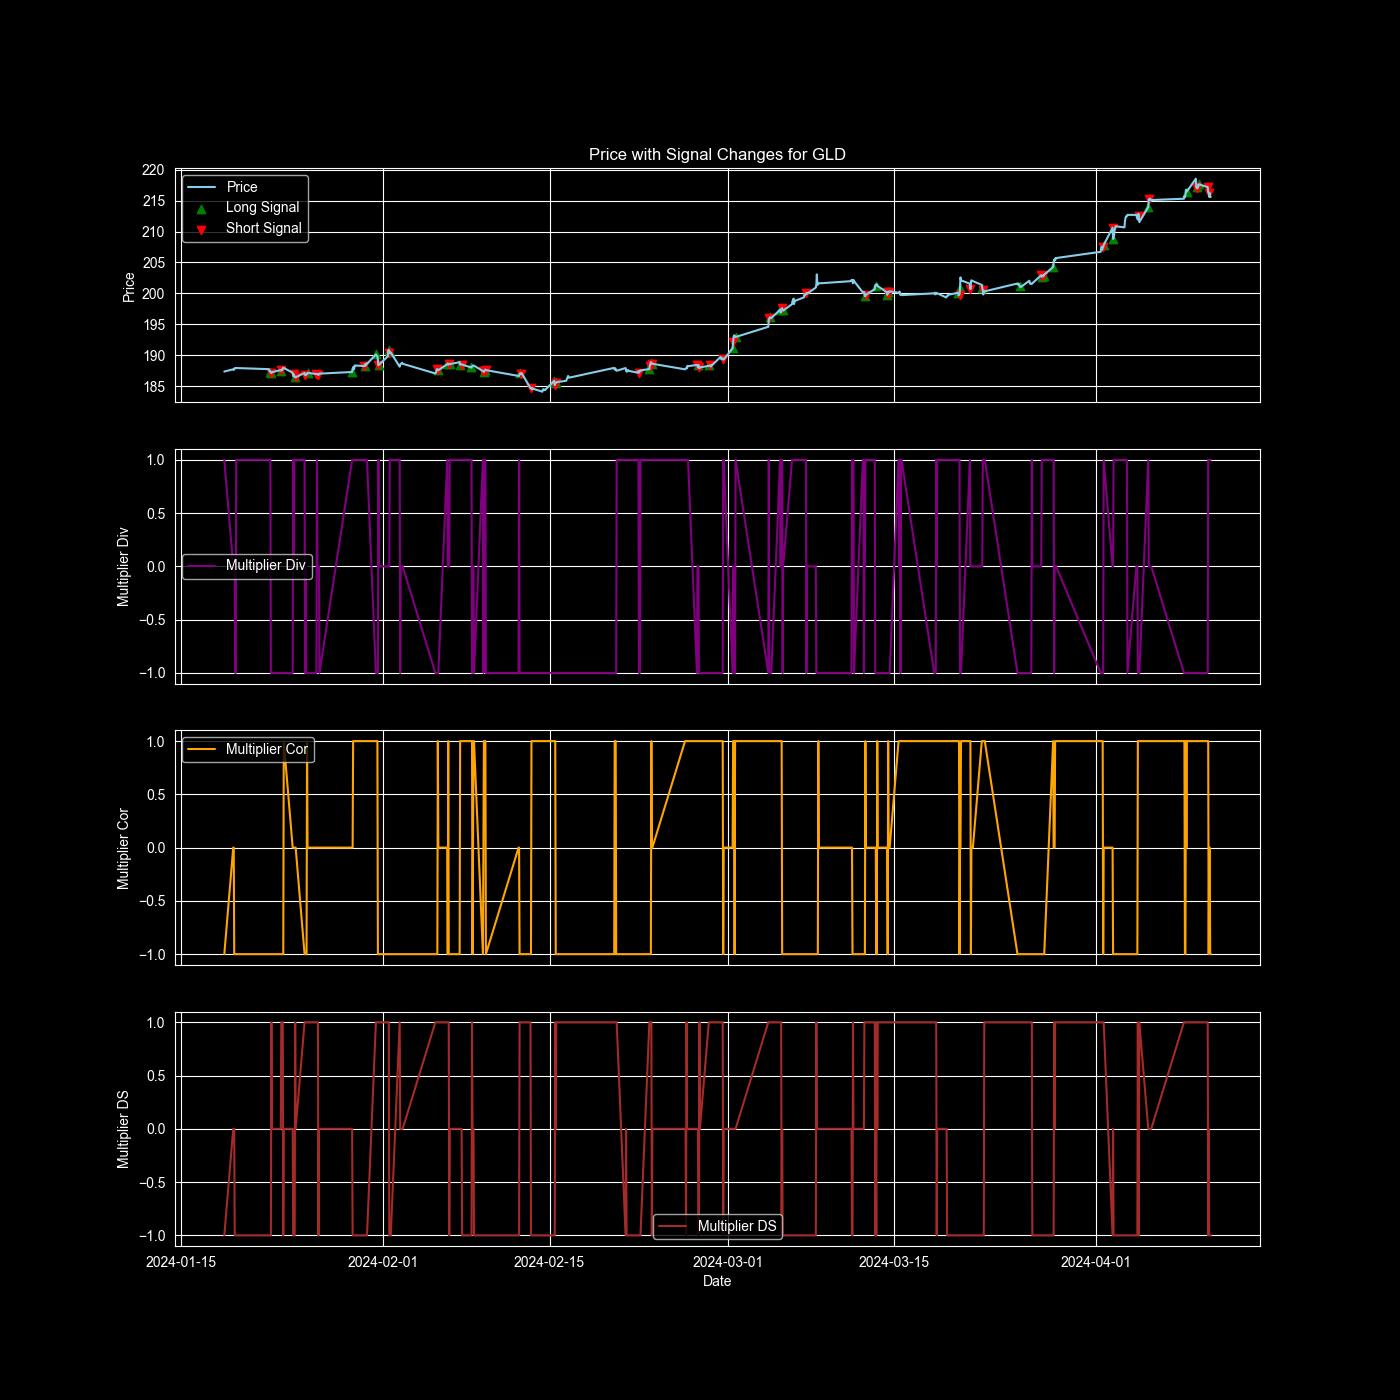 Price with Signal Changes for GLD
220
215
210
205
200
195
190
185
Price
Price
Long Signal
Short Signal
1.0
0.5
0.0
−0.5
−1.0
Multiplier Div
Multiplier Div
1.0
0.5
0.0
−0.5
−1.0
Multiplier Cor
Multiplier Cor
1.0
0.5
0.0
−0.5
−1.0
Multiplier DS
Multiplier DS
2024-01-15
2024-02-01
2024-02-15
2024-03-01
2024-03-15
2024-04-01
Date